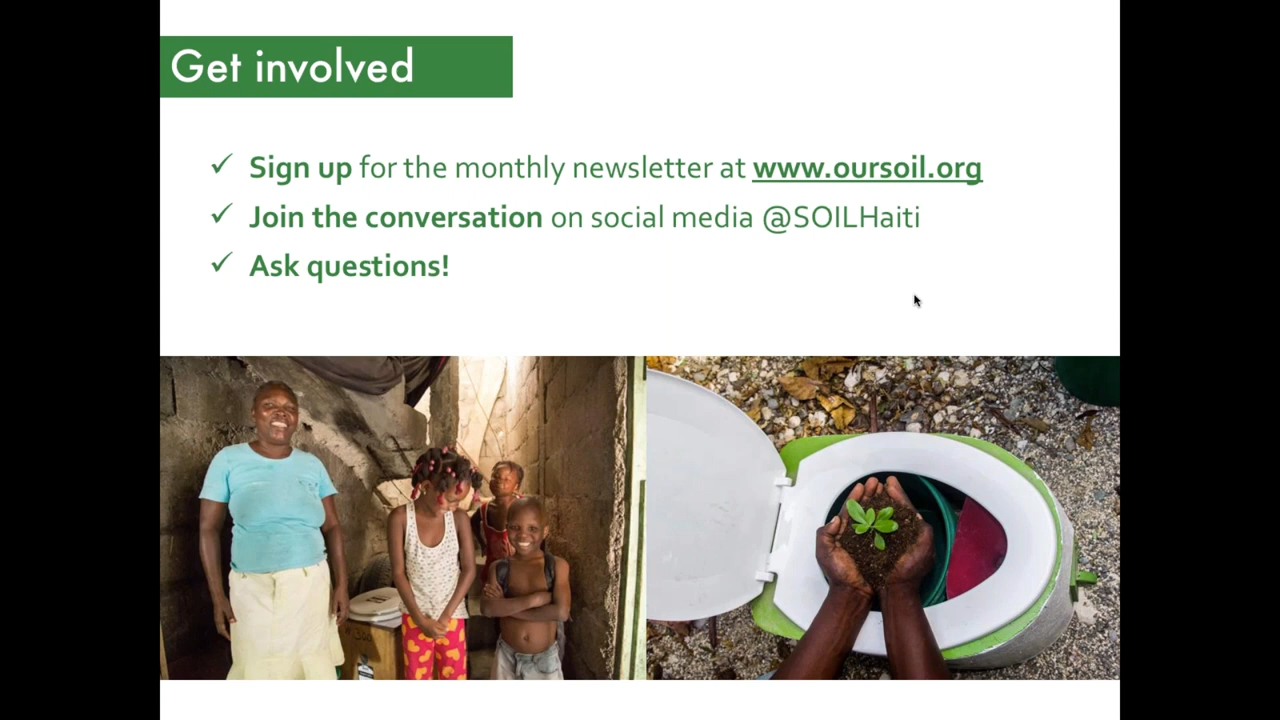 Get involved
✓ Sign up for the monthly newsletter at www.oursoil.org
✓ Join the conversation on social media @SOILHaiti
✓ Ask questions!